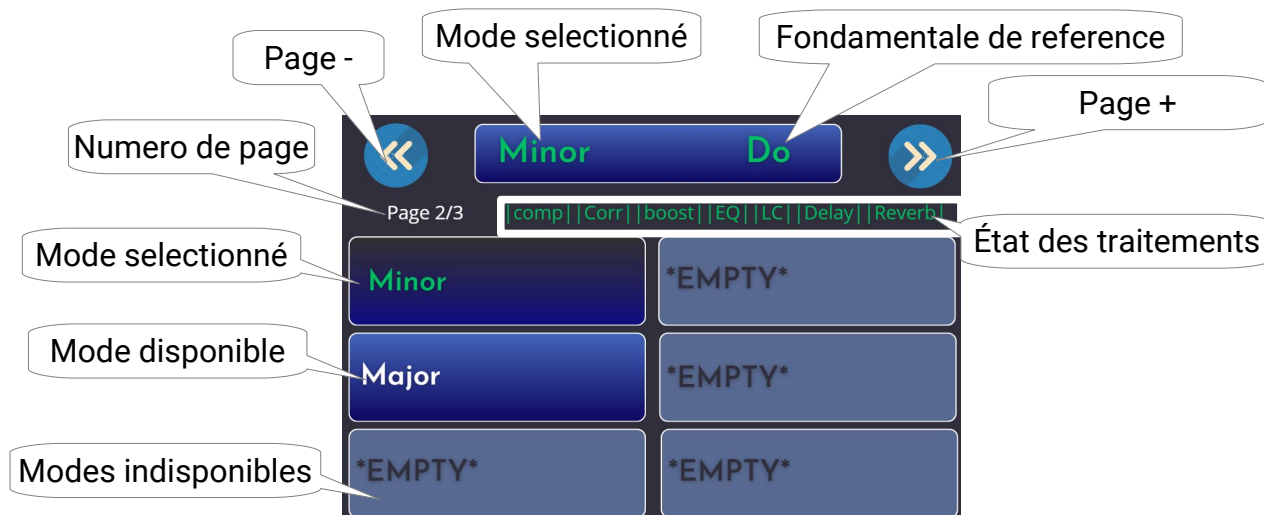 Mode selectionné
Fondamentale de reference
Page -
Page +
Numero de page
Minor Do
Page 2/3
|comp||Corr||boost||EQ||LC||Delay||Reverb|
État des traitements
Mode selectionné
Minor
*EMPTY*
Mode disponible
Major
*EMPTY*
Modes indisponibles
*EMPTY*
*EMPTY*